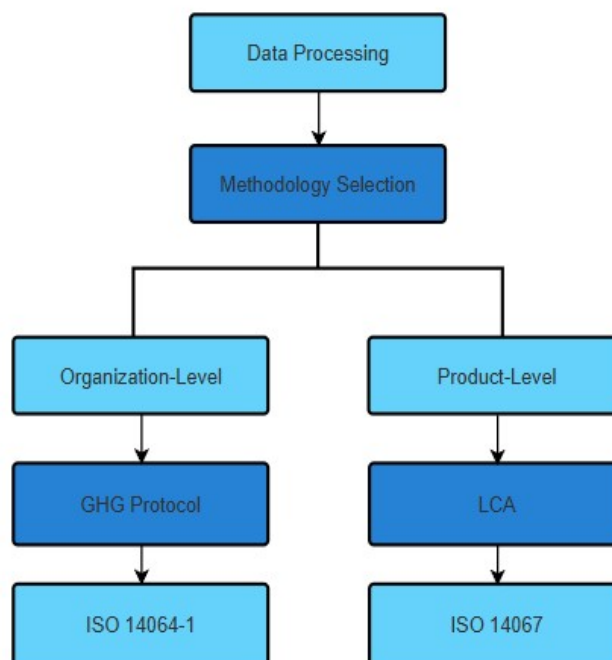 Data Processing
Methodology Selection
Organization-Level
Product-Level
GHG Protocol
LCA
ISO 14064-1
ISO 14067